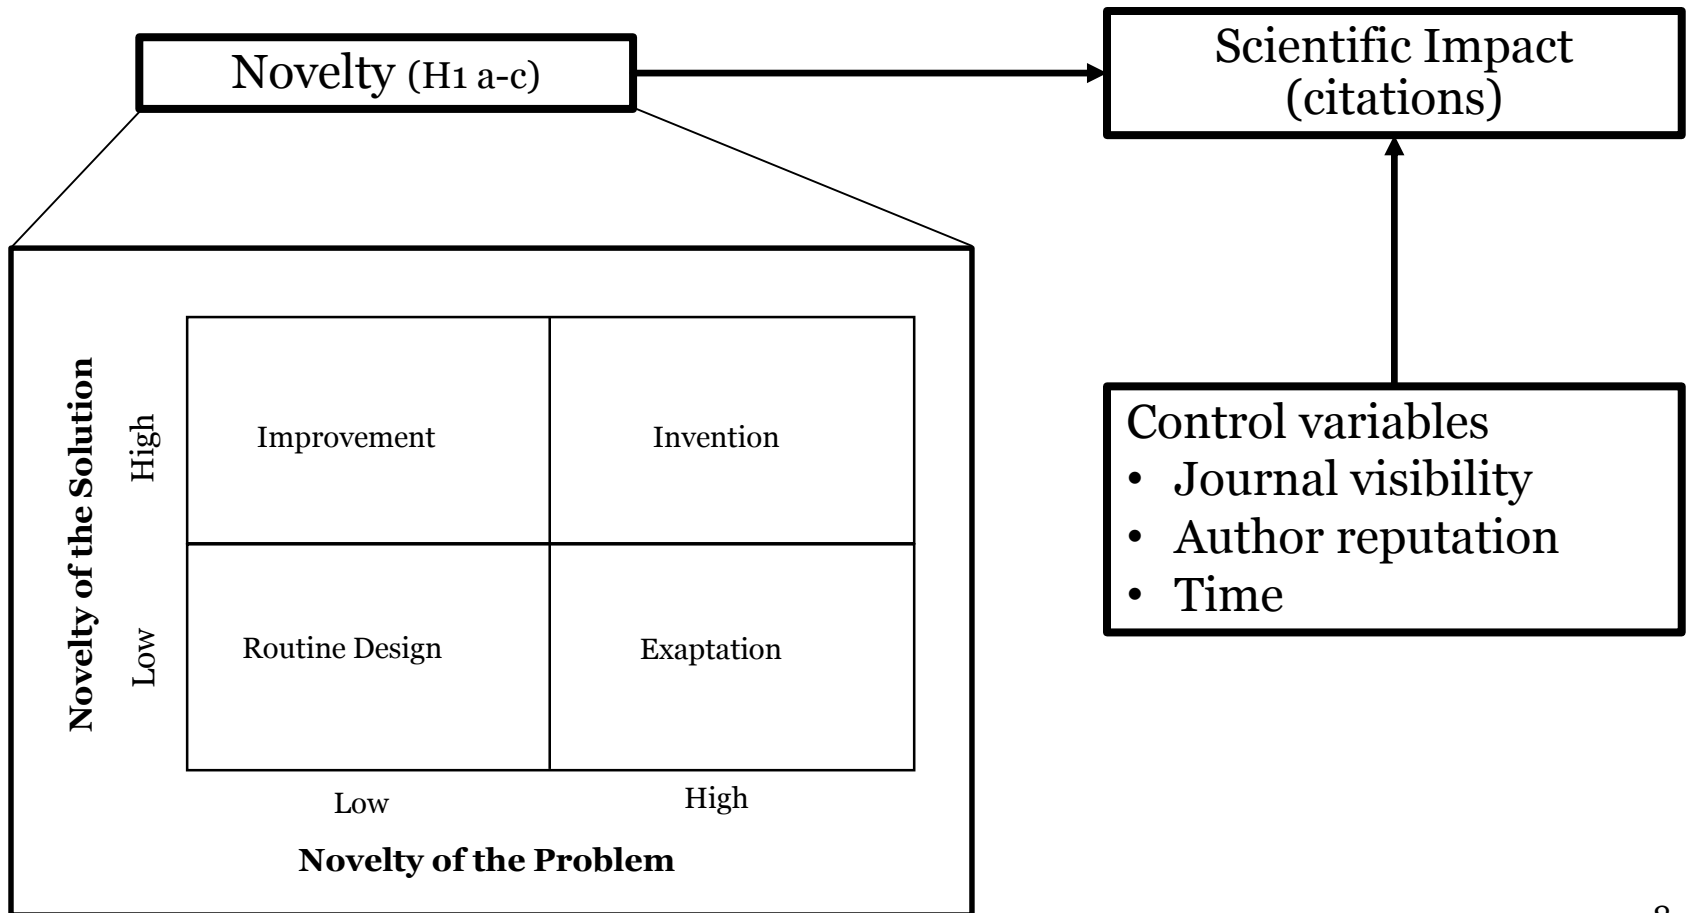 Novelty (H1 a-c)
Scientific Impact
(citations)
Novelty of the Solution
High
Low
Improvement
Invention
Routine Design
Exaptation
Low
High
Novelty of the Problem
Control variables
• Journal visibility
• Author reputation
• Time